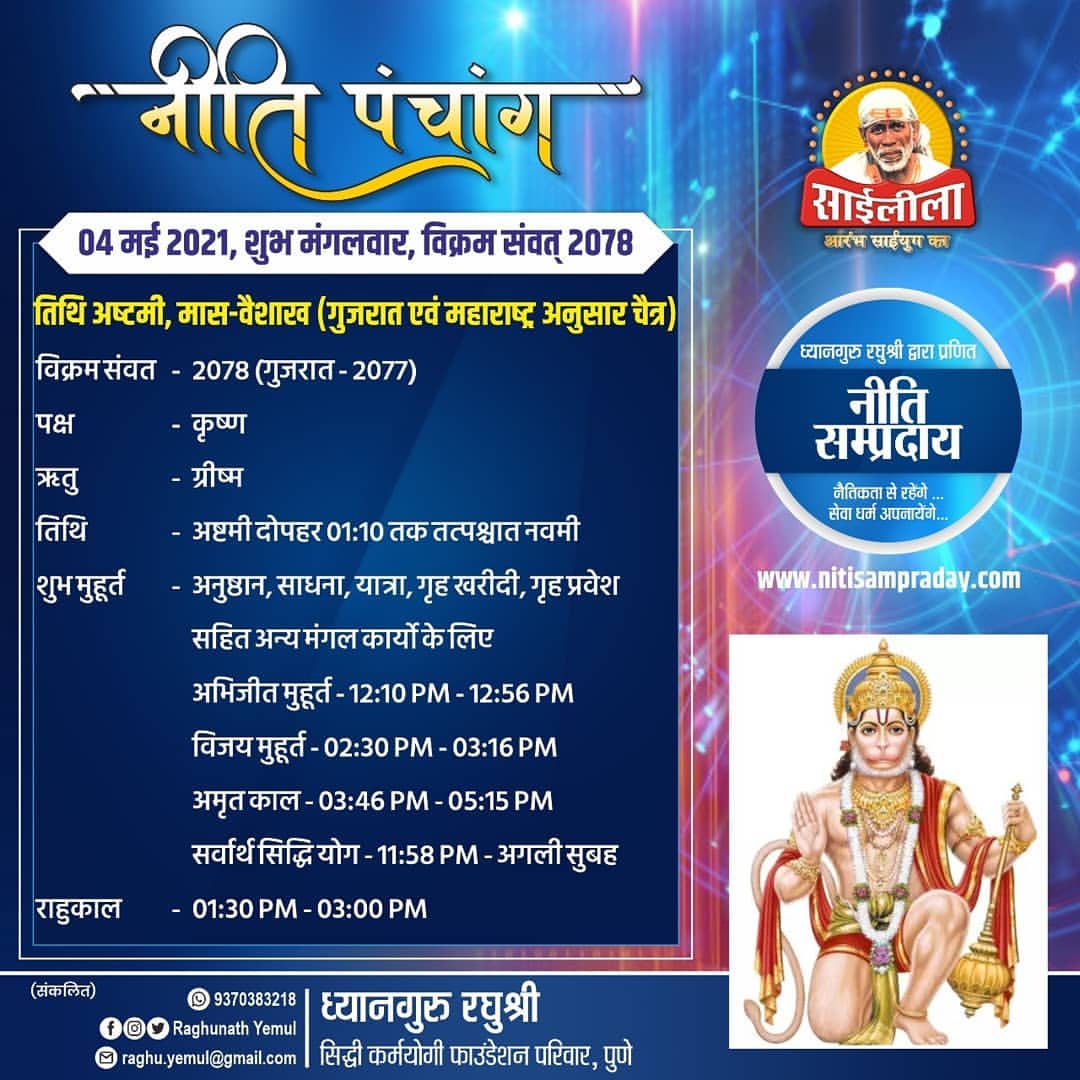 नीति पंचांग
साईलीला
आरंभ साईयुग का
04 मई 2021, शुभ मंगलवार, विक्रम संवत् 2078
तिथि अष्टमी, मास-वैशाख (गुजरात एवं महाराष्ट्र अनुसार चैत्र)
विक्रम संवत - 2078 (गुजरात - 2077)
पक्ष - कृष्ण
ऋतु - ग्रीष्म
तिथि - अष्टमी दोपहर 01:10 तक तत्पश्चात नवमी
शुभ मुहूर्त - अनुष्ठान, साधना, यात्रा, गृह खरीदी, गृह प्रवेश
सहित अन्य मंगल कार्यो के लिए
अभिजीत मुहूर्त - 12:10 PM - 12:56 PM
विजय मुहूर्त - 02:30 PM - 03:16 PM
अमृत काल - 03:46 PM - 05:15 PM
सर्वार्थ सिद्धि योग - 11:58 PM - अगली सुबह
राहुकाल - 01:30 PM - 03:00 PM
ध्यानगुरु रघुश्री द्वारा प्रणित
नीति
सम्प्रदाय
नैतिकता से रहेंगे ...
सेवा धर्म अपनायेंगे...
www.nitisampraday.com
(संकलित)
9370383218
Raghunath Yemul
raghu.yemul@gmail.com
ध्यानगुरु रघुश्री
सिद्धी कर्मयोगी फाउंडेशन परिवार, पुणे